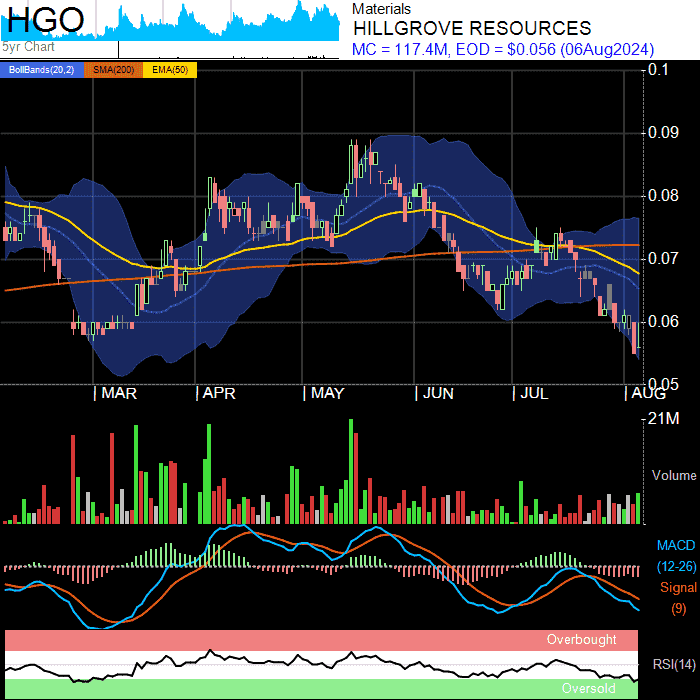 HGO
5yr Chart
Materials
HILLGROVE RESOURCES
MC = 117.4M, EOD = $0.056 (06Aug2024)
BollBands(20,2) SMA(200) EMA(50)
0.1
0.09
0.08
0.07
0.06
0.05
MAR APR MAY JUN JUL AUG
21M
Volume
MACD
(12-26)
Signal
(9)
Overbought
RSI(14)
Oversold